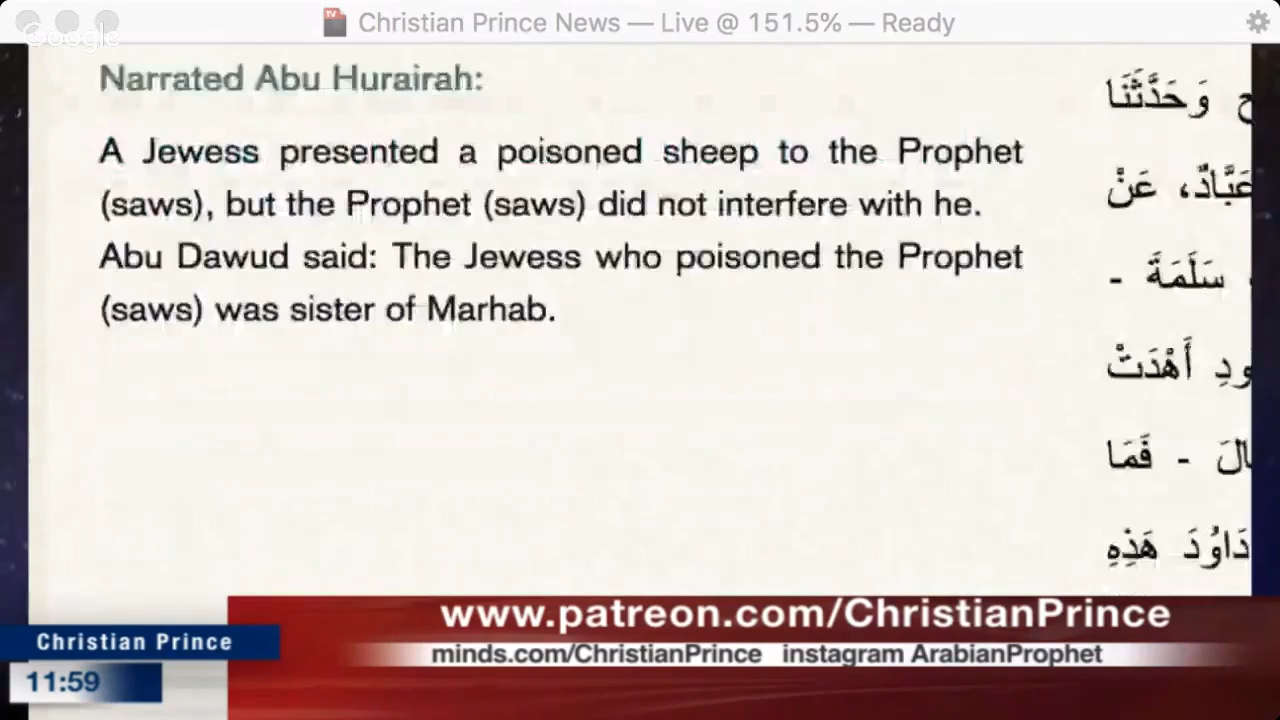 Christian Prince News — Live @ 151.5% — Ready
Google
Narrated Abu Hurairah:
A Jewess presented a poisoned sheep to the Prophet
(saws), but the Prophet (saws) did not interfere with he.
Abu Dawud said: The Jewess who poisoned the Prophet
(saws) was sister of Marhab.
ح وَحَدَّثَنَا
عَبَّادٌ، عَنْ
سَلَمَةَ -
أَهْدَتْ
- فَمَا
دَاوُدَ هَذِهِ
www.patreon.com/ChristianPrince
Christian Prince
minds.com/ChristianPrince instagram ArabianProphet
11:59